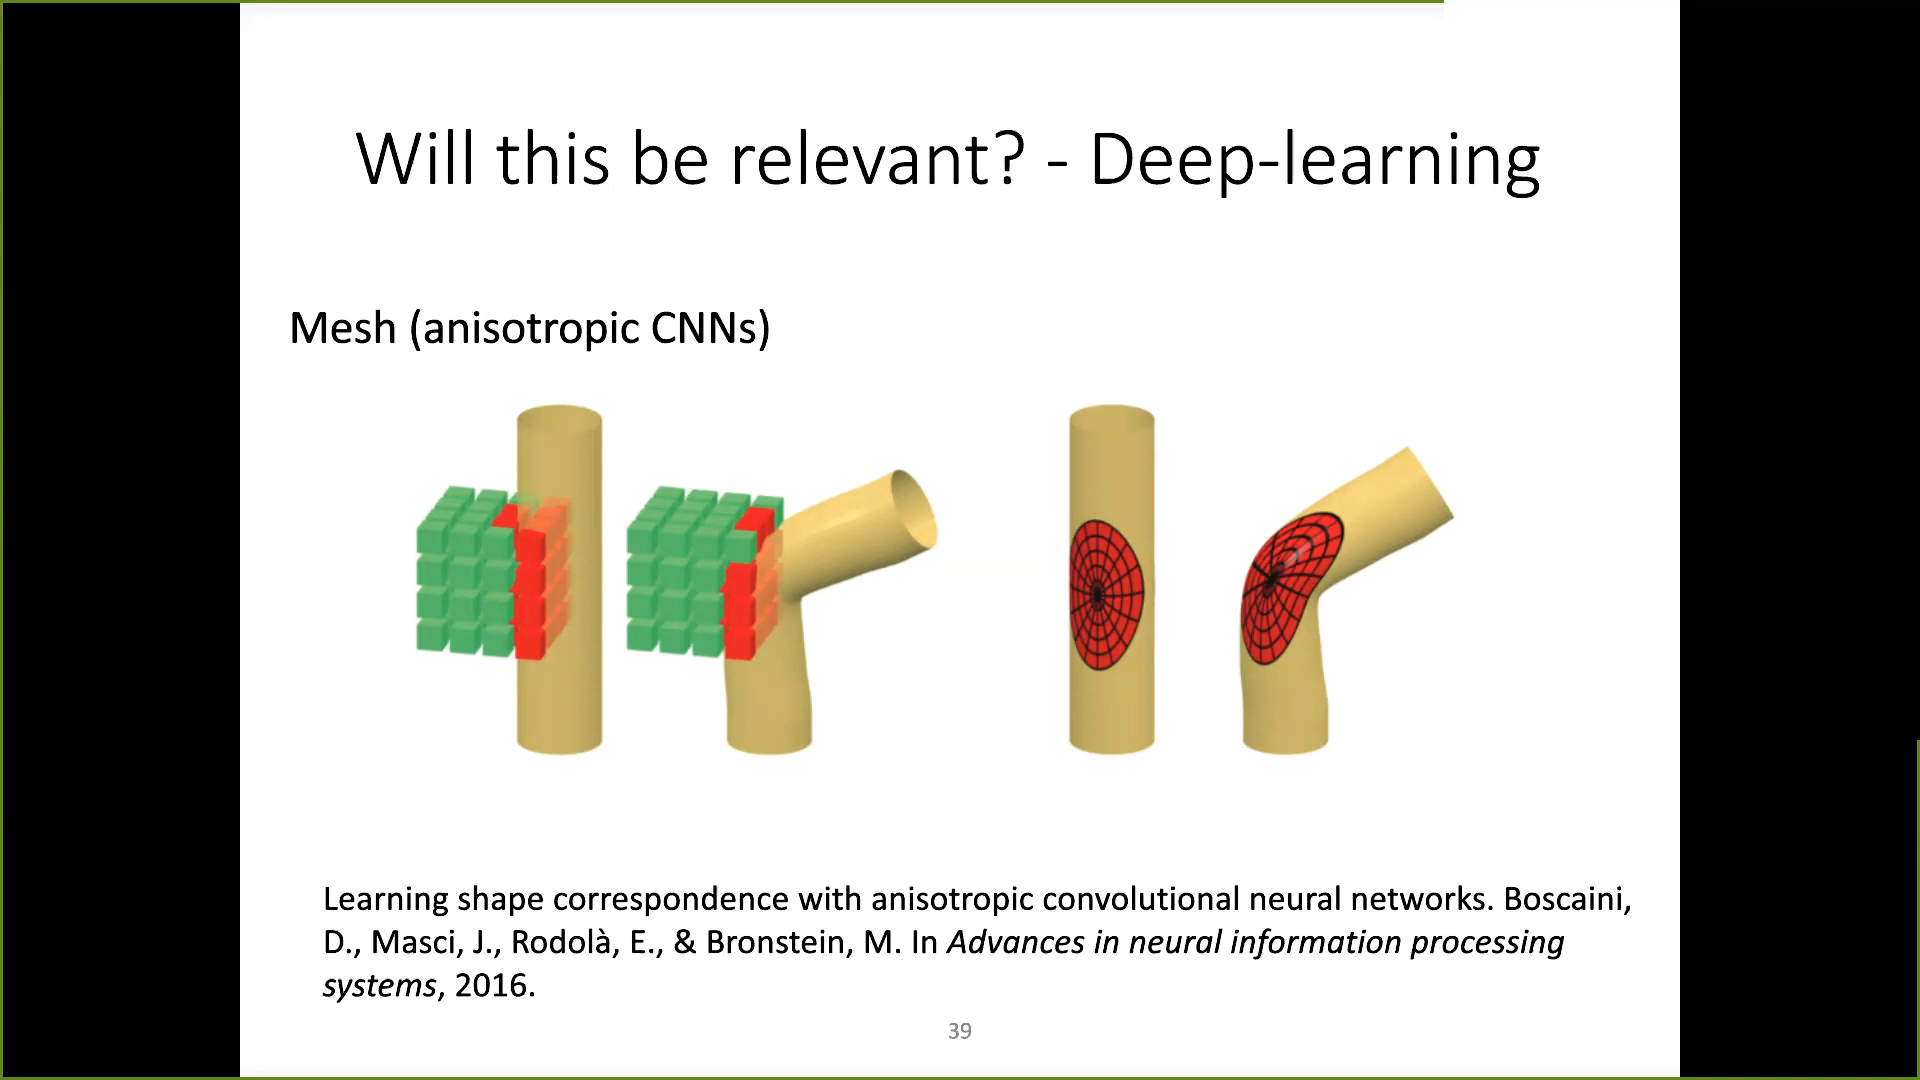 Will this be relevant? - Deep-learning
Mesh (anisotropic CNNs)
Learning shape correspondence with anisotropic convolutional neural networks. Boscaini,
D., Masci, J., Rodolà, E., & Bronstein, M. In Advances in neural information processing
systems, 2016.
39